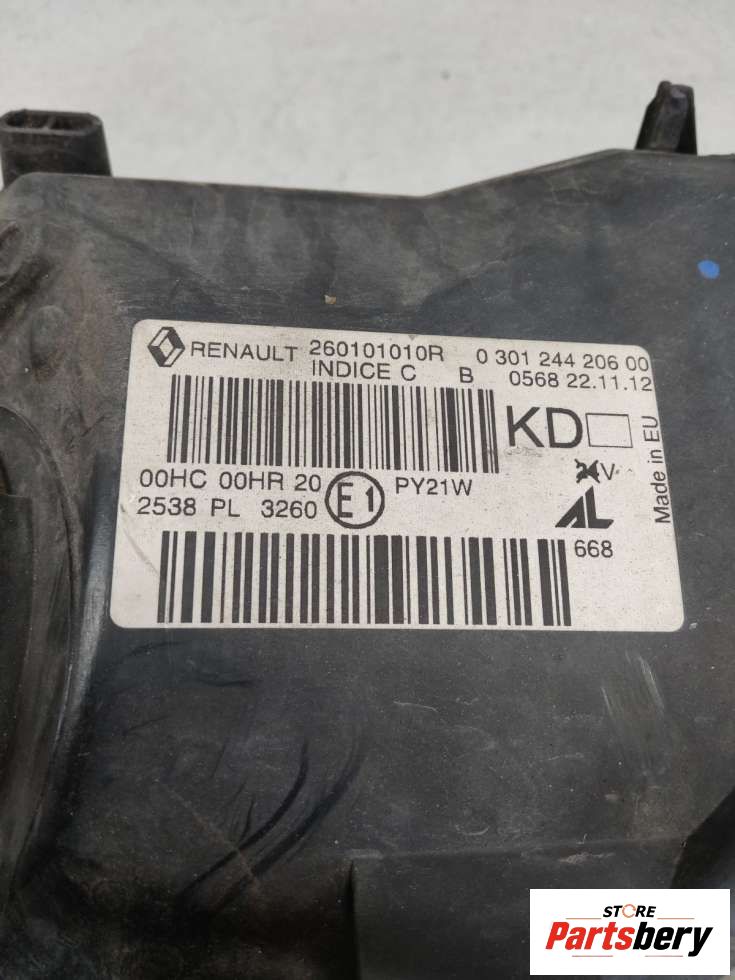 RENAULT 260101010R 0 301 244 206 00
INDICE C B 0568 22.11.12
KD
Made in EU
00HC 00HR 20 E1 PY21W
2538 PL 3260
AL
668
STORE
Partsbery